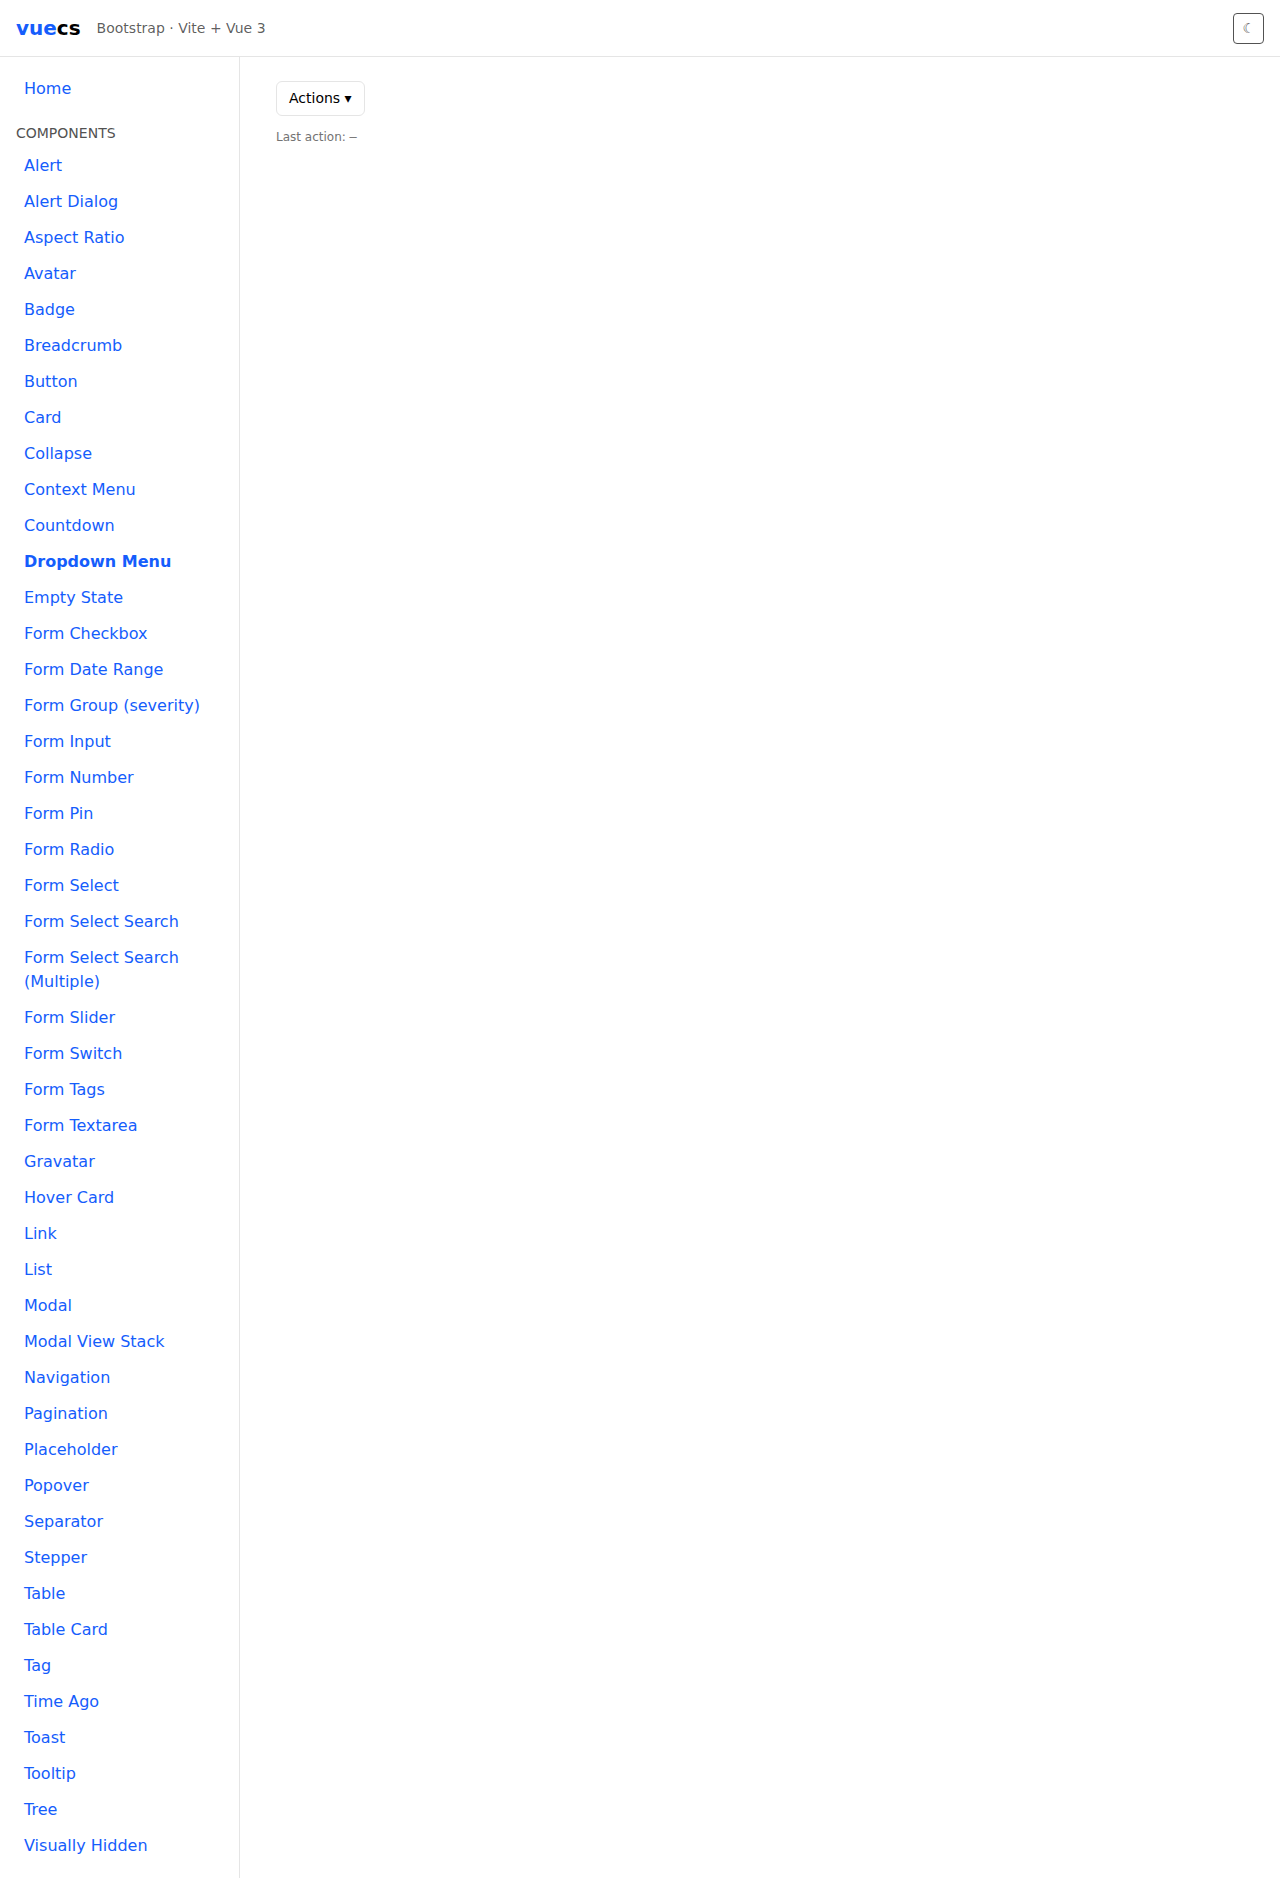 vuecs Bootstrap · Vite + Vue 3 ☾
Home
COMPONENTS
Alert
Alert Dialog
Aspect Ratio
Avatar
Badge
Breadcrumb
Button
Card
Collapse
Context Menu
Countdown
Dropdown Menu
Empty State
Form Checkbox
Form Date Range
Form Group (severity)
Form Input
Form Number
Form Pin
Form Radio
Form Select
Form Select Search
Form Select Search
(Multiple)
Form Slider
Form Switch
Form Tags
Form Textarea
Gravatar
Hover Card
Link
List
Modal
Modal View Stack
Navigation
Pagination
Placeholder
Popover
Separator
Stepper
Table
Table Card
Tag
Time Ago
Toast
Tooltip
Tree
Visually Hidden
Actions ▾
Last action: —